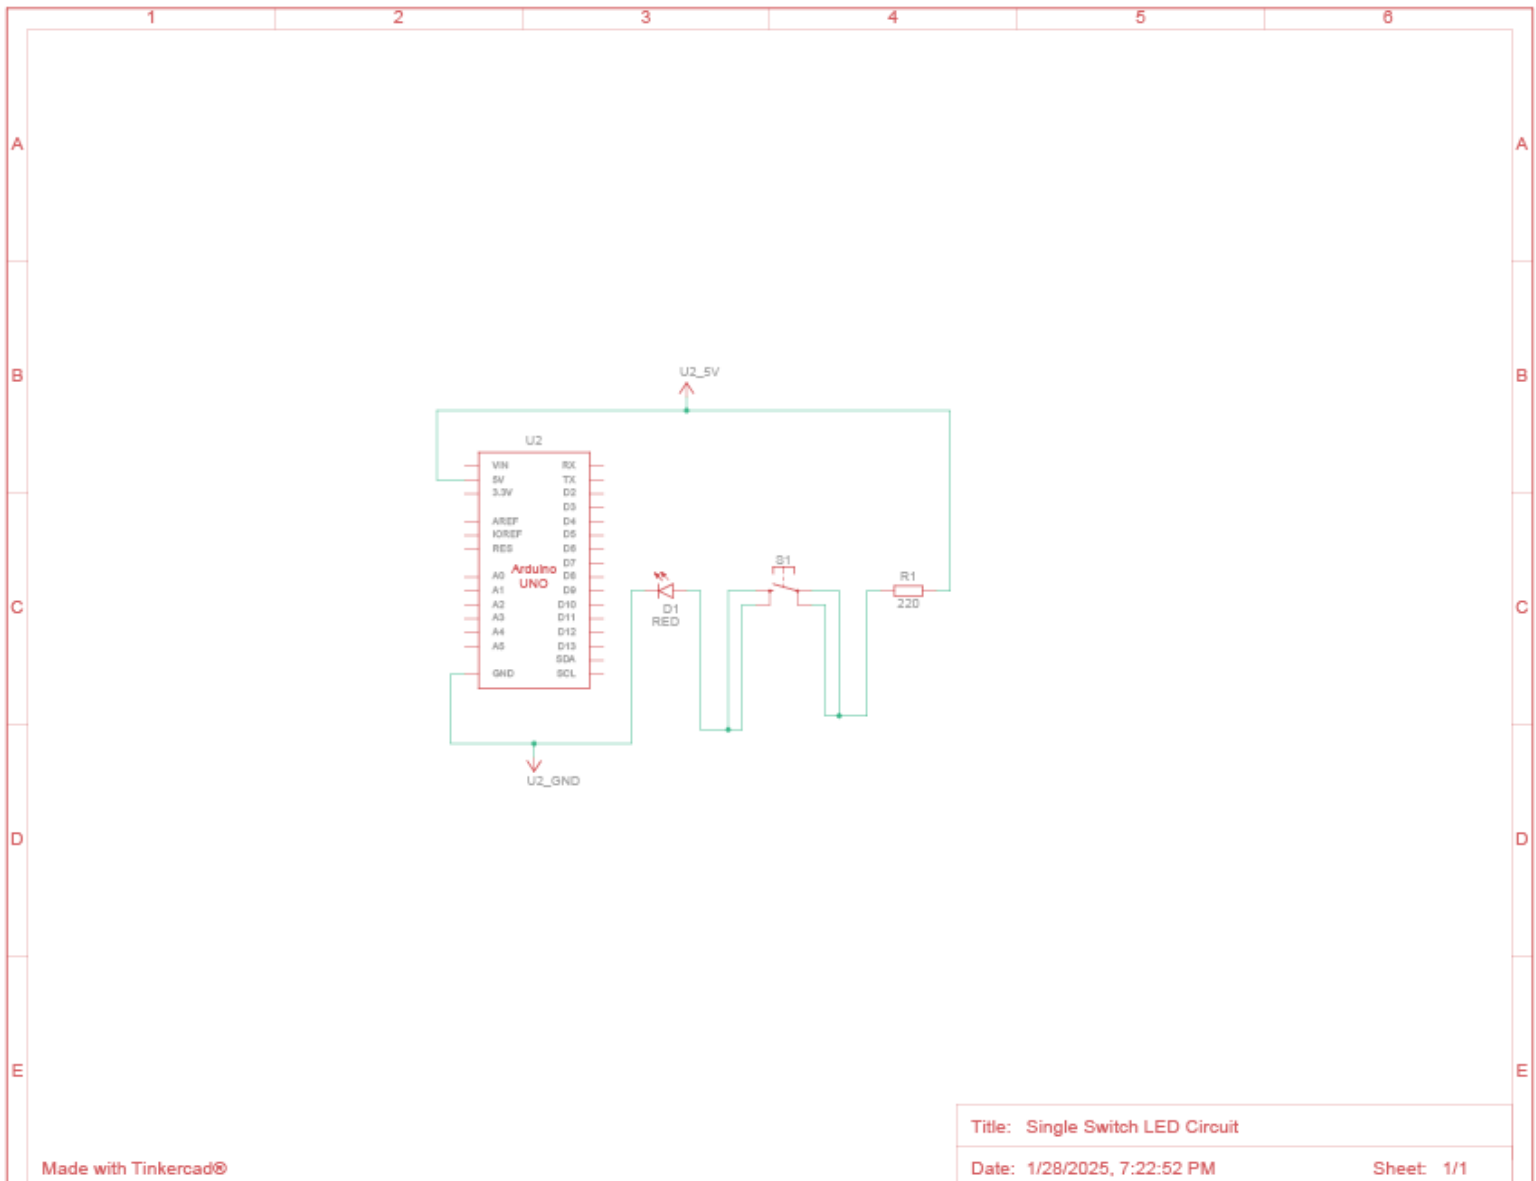 1 2 3 4 5 6
A A
B B
U2_5V
U2
VIN RX
5V TX
3.3V D2
D3
AREF D4
IOREF D5
RES D6
D7
Arduino
UNO
A0 D8
A1 D9
A2 D10
A3 D11
A4 D12
A5 D13
SDA
GND SCL
S1
D1
RED
R1
220
C C
U2_GND
D D
E E
Title: Single Switch LED Circuit
Made with Tinkercad®
Date: 1/28/2025, 7:22:52 PM Sheet: 1/1